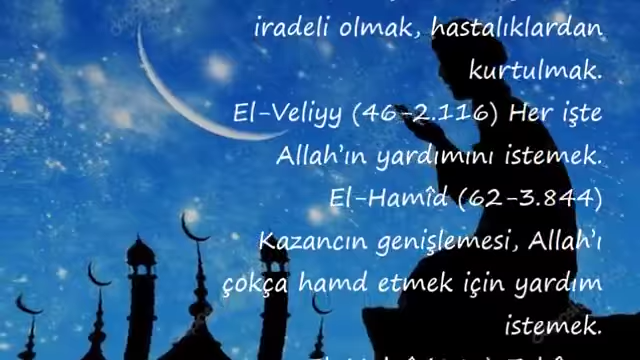 iradeli olmak, hastalıklardan
kurtulmak.
El-Veliyy (46-2.116) Her işte
Allah'ın yardımını istemek.
El-Hamîd (62-3.844)
Kazancın genişlemesi, Allah'ı
çokça hamd etmek için yardım
istemek.